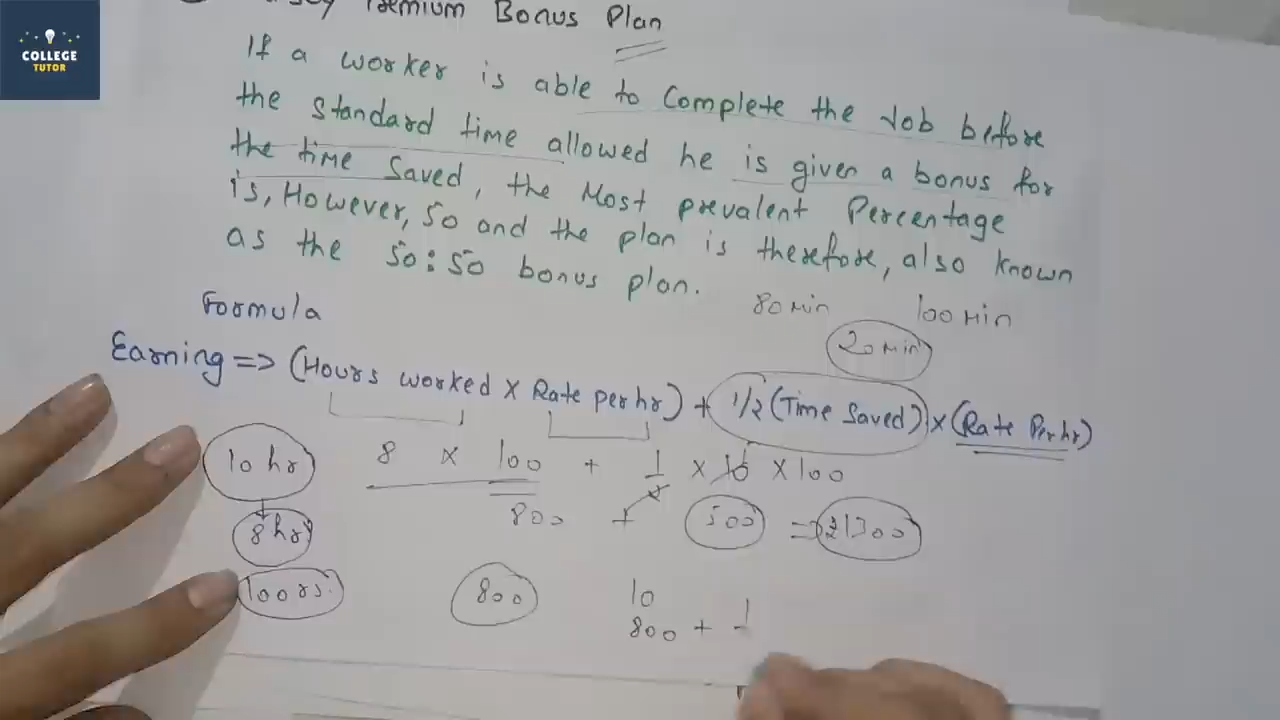 COLLEGE
TUTOR
Premium Bonus Plan
If a worker is able to Complete the Job before
the Standard time allowed he is given a bonus for
the time Saved, the Most prevalent Percentage
is, However, 50 and the plan is therefore, also known
as the 50:50 bonus plan.
80 Min 100 Min
20 Min
Formula
Earning => (Hours worked x Rate per hr) + 1/2 (Time Saved) x (Rate Per hr)
10 hr 8 x 100 + 1/2 x 10 x 100
8 hr 800 + 500 => ₹1300
100 rs. 800 10
800 + 1